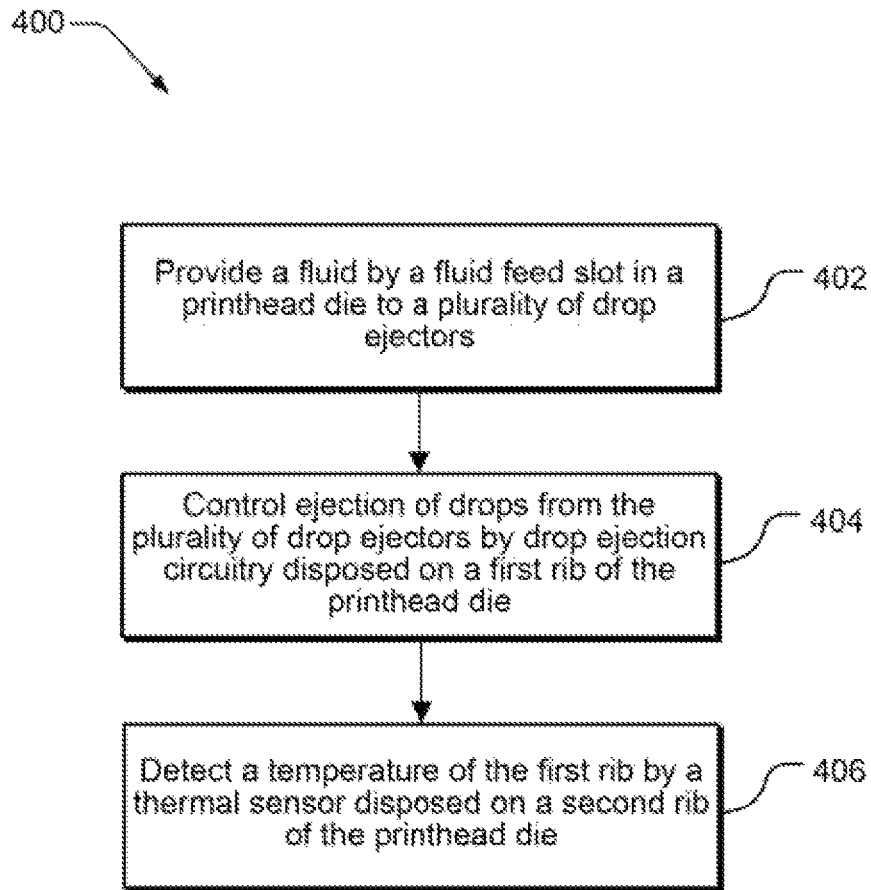 400
Provide a fluid by a fluid feed slot in a
printhead die to a plurality of drop
ejectors
402
Control ejection of drops from the
plurality of drop ejectors by drop ejection
circuitry disposed on a first rib of the
printhead die
404
Detect a temperature of the first rib by a
thermal sensor disposed on a second rib
of the printhead die
406